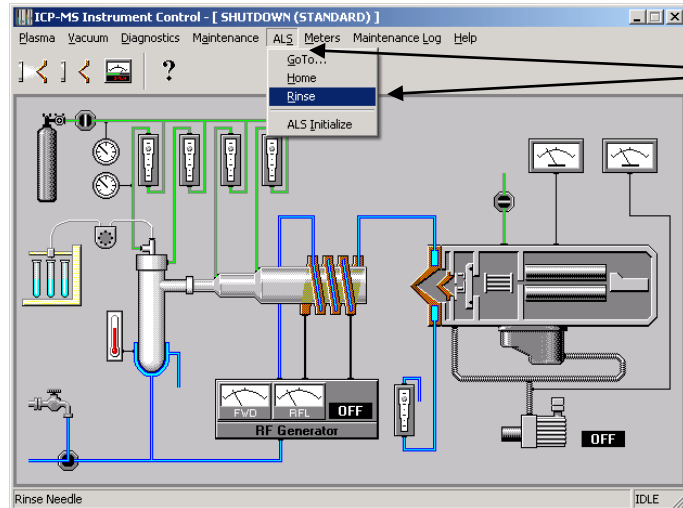 ICP-MS Instrument Control - [ SHUTDOWN (STANDARD) ]
Plasma Vacuum Diagnostics Maintenance ALS Meters Maintenance Log Help
GoTo...
Home
Rinse
ALS Initialize
?
FWD RFL OFF
RF Generator
OFF
Rinse Needle IDLE